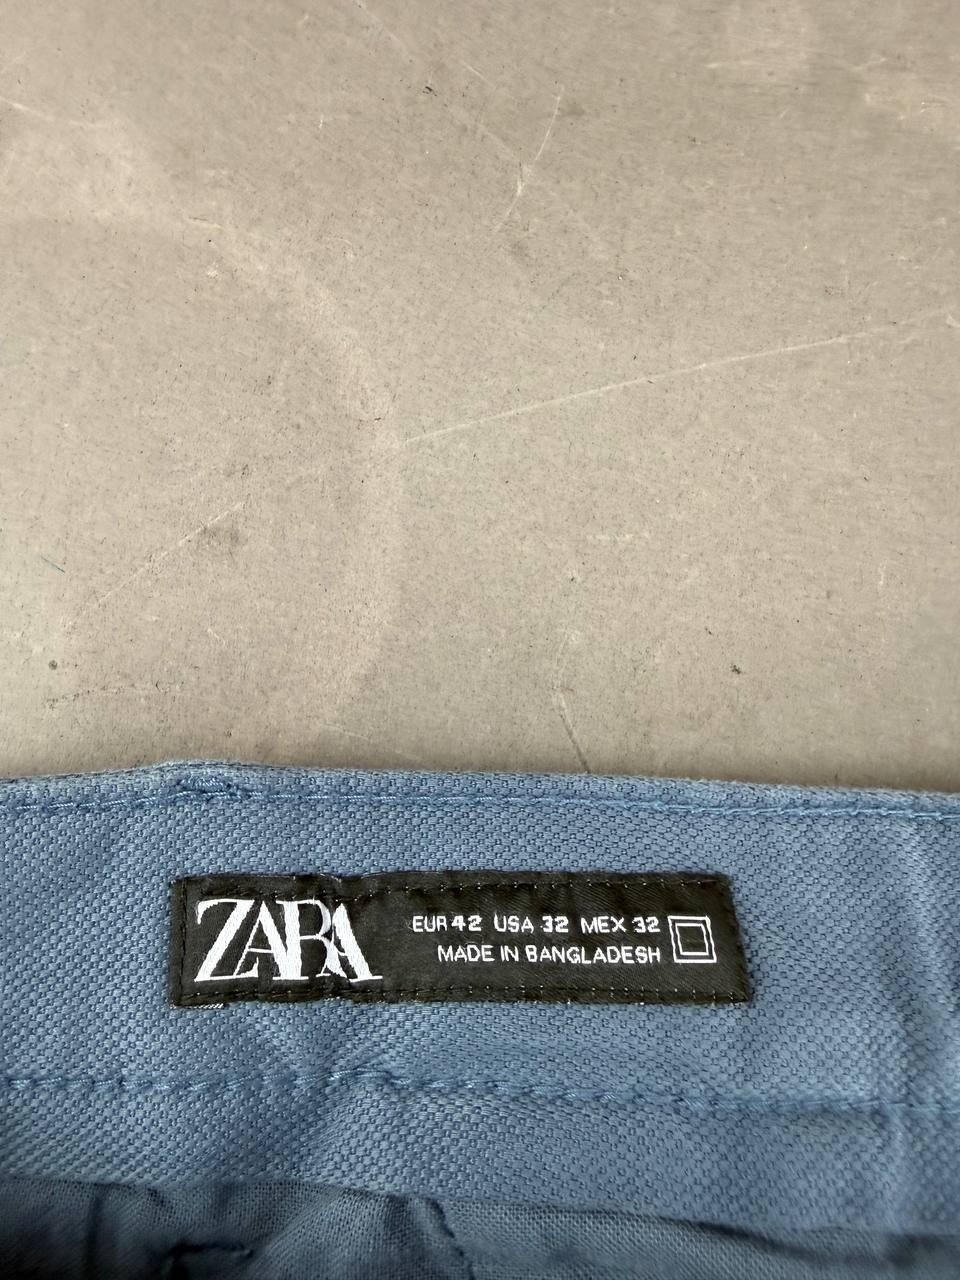 ZARA
EUR 42 USA 32 MEX 32
MADE IN BANGLADESH